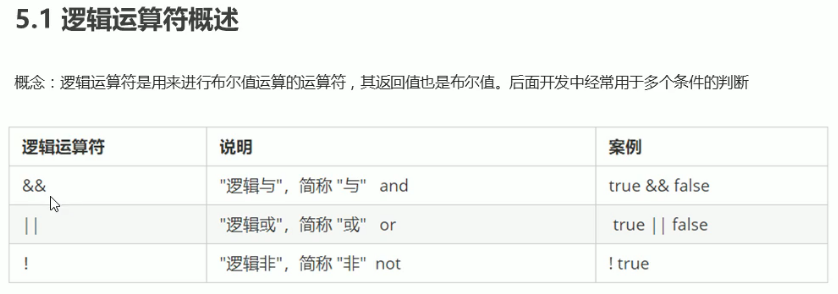 5.1 逻辑运算符概述
概念：逻辑运算符是用来进行布尔值运算的运算符，其返回值也是布尔值。后面开发中经常用于多个条件的判断
逻辑运算符 说明 案例
&& "逻辑与"，简称 "与" and true && false
|| "逻辑或"，简称 "或" or true || false
! "逻辑非"，简称 "非" not ! true